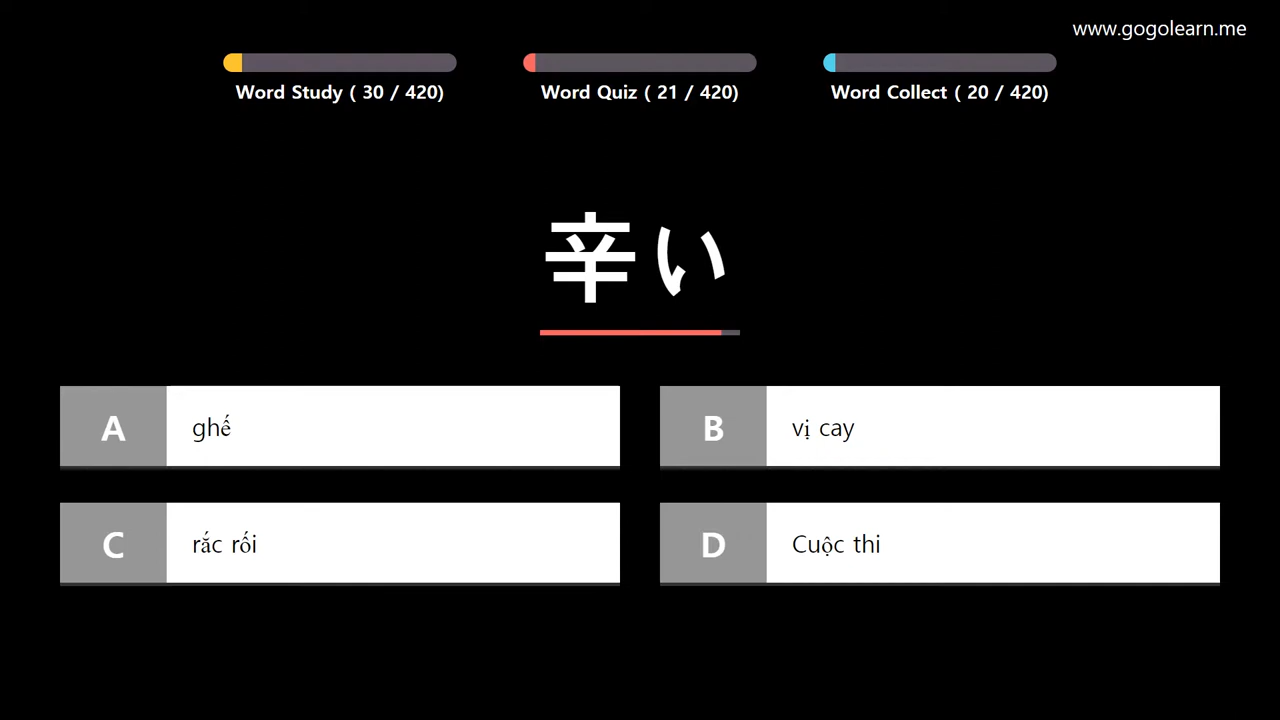 www.gogolearn.me
Word Study ( 30 / 420)
Word Quiz ( 21 / 420)
Word Collect ( 20 / 420)
辛い
A ghế
B vị cay
C rắc rối
D Cuộc thi